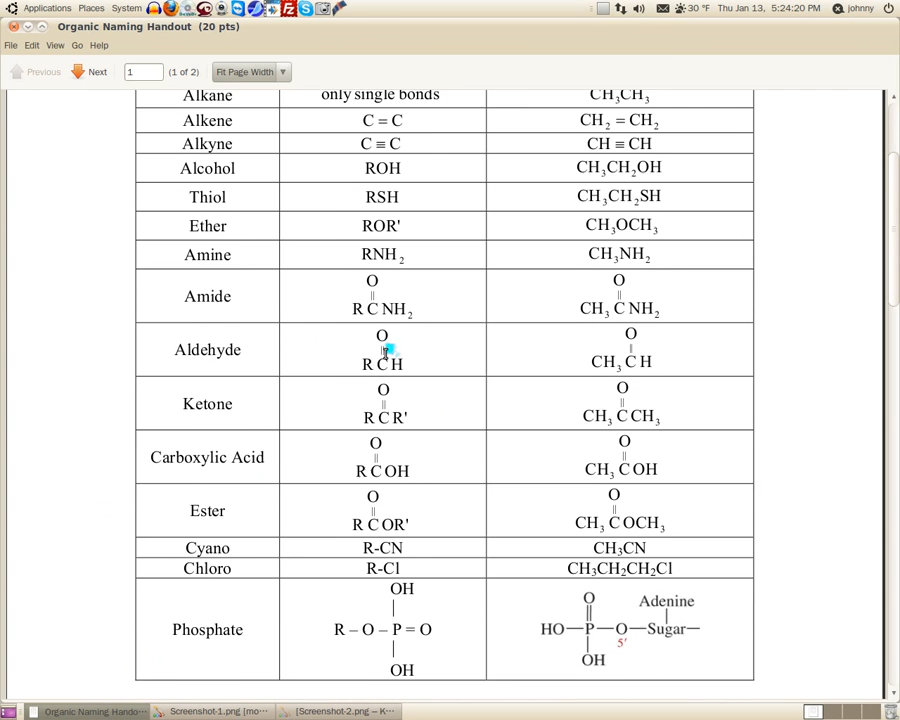 Applications Places System 30 °F Thu Jan 13, 5:24:20 PM johnny
Organic Naming Handout (20 pts)
File Edit View Go Help
Previous Next 1 (1 of 2) Fit Page Width
Alkane only single bonds CH₃CH₃
Alkene C = C CH₂ = CH₂
Alkyne C ≡ C CH ≡ CH
Alcohol ROH CH₃CH₂OH
Thiol RSH CH₃CH₂SH
Ether ROR' CH₃OCH₃
Amine RNH₂ CH₃NH₂
O O
Amide
R C NH₂ CH₃ C NH₂
O O
Aldehyde
R C H CH₃ C H
O O
Ketone
R C R' CH₃ C CH₃
O O
Carboxylic Acid
R C OH CH₃ C OH
O O
Ester
R C OR' CH₃ C OCH₃
Cyano R-CN CH₃CN
Chloro R-Cl CH₃CH₂CH₂Cl
OH O Adenine
Phosphate R – O – P = O HO—P—O—Sugar—
5'
OH OH
Organic Naming Hando... Screenshot-1.png [mo... [Screenshot-2.png – K...